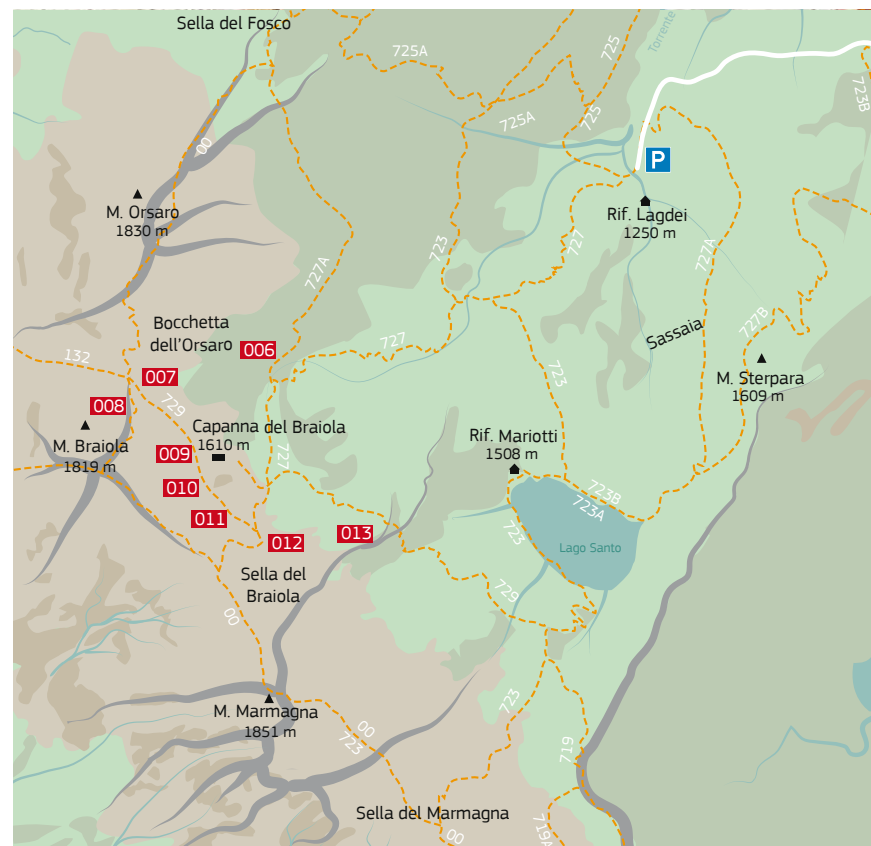 Sella del Fosco
Torrente
725A
725
723B
725A
725
00
P
M. Orsaro
1830 m
Rif. Lagdei
1250 m
723
727
727A
727A
Bocchetta
dell'Orsaro
006
727
Sassaia
727B
132
007
723
M. Sterpara
1609 m
008
729
Capanna del Braiola
1610 m
M. Braiola
1819 m
009
727
Rif. Mariotti
1508 m
010
723B
723A
011
723
012
013
Lago Santo
Sella del
Braiola
729
00
M. Marmagna
1851 m
723
00
723
719
Sella del Marmagna
00
719A